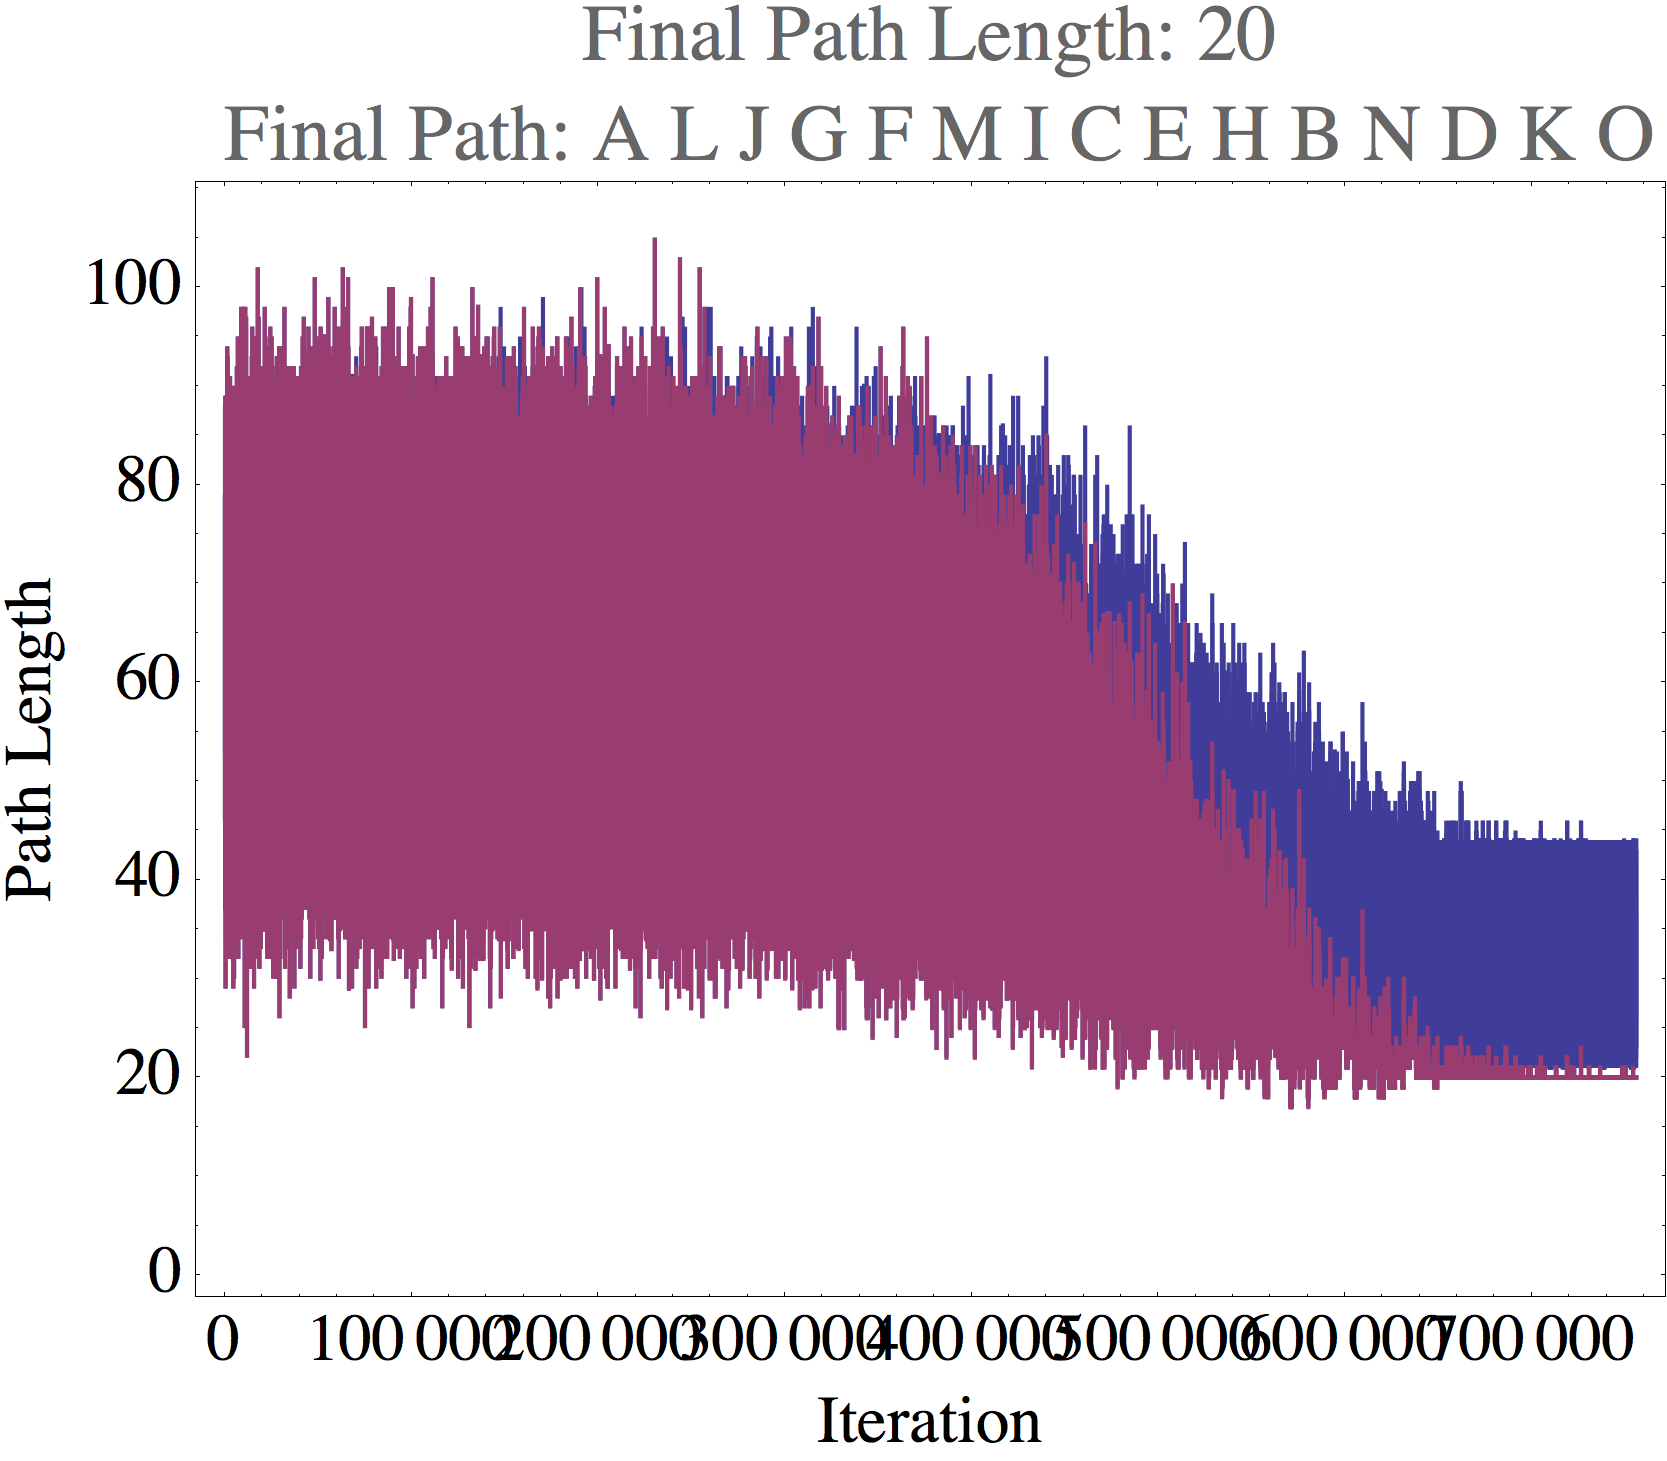 Final Path Length: 20
Final Path: A L J G F M I C E H B N D K O
100
80
60
40
20
0
Path Length
0 100 000 200 000 300 000 400 000 500 000 600 000 700 000
Iteration